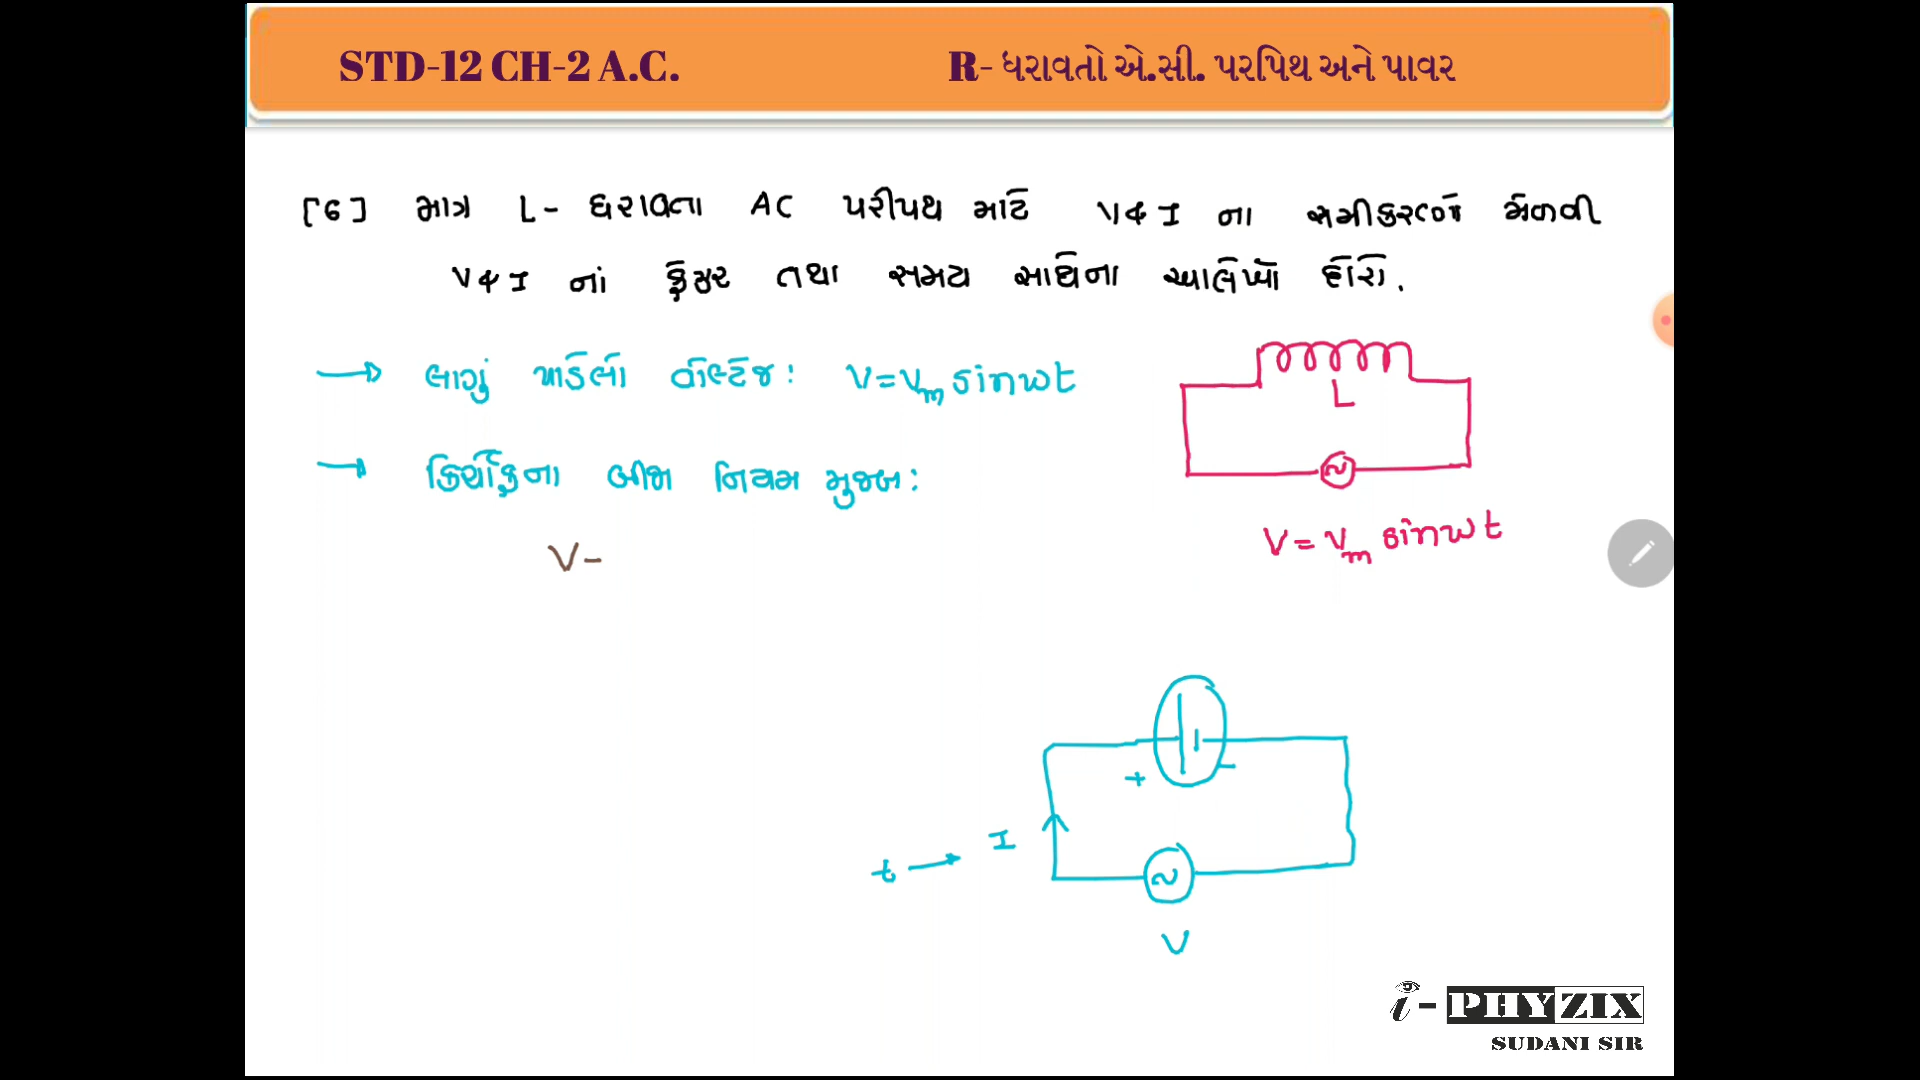 STD-12 CH-2 A.C. R- ધરાવતો એ.સી. પરપિથ અને પાવર
[6] માત્ર L- ધરાવતા AC પરીપથ માટે V & I ના સમીકરણો મેળવી
V & I નાં ફેઝર તથા સમય સાથેના આલેખો દોરો.
→ લાગુ પાડેલો વોલ્ટેજ: V = Vm sinωt
L
→ કિર્ચોફના બીજા નિયમ મુજબ:
V = Vm sinωt
V -
+ -
I
t →
V
i-PHYZIX
SUDANI SIR